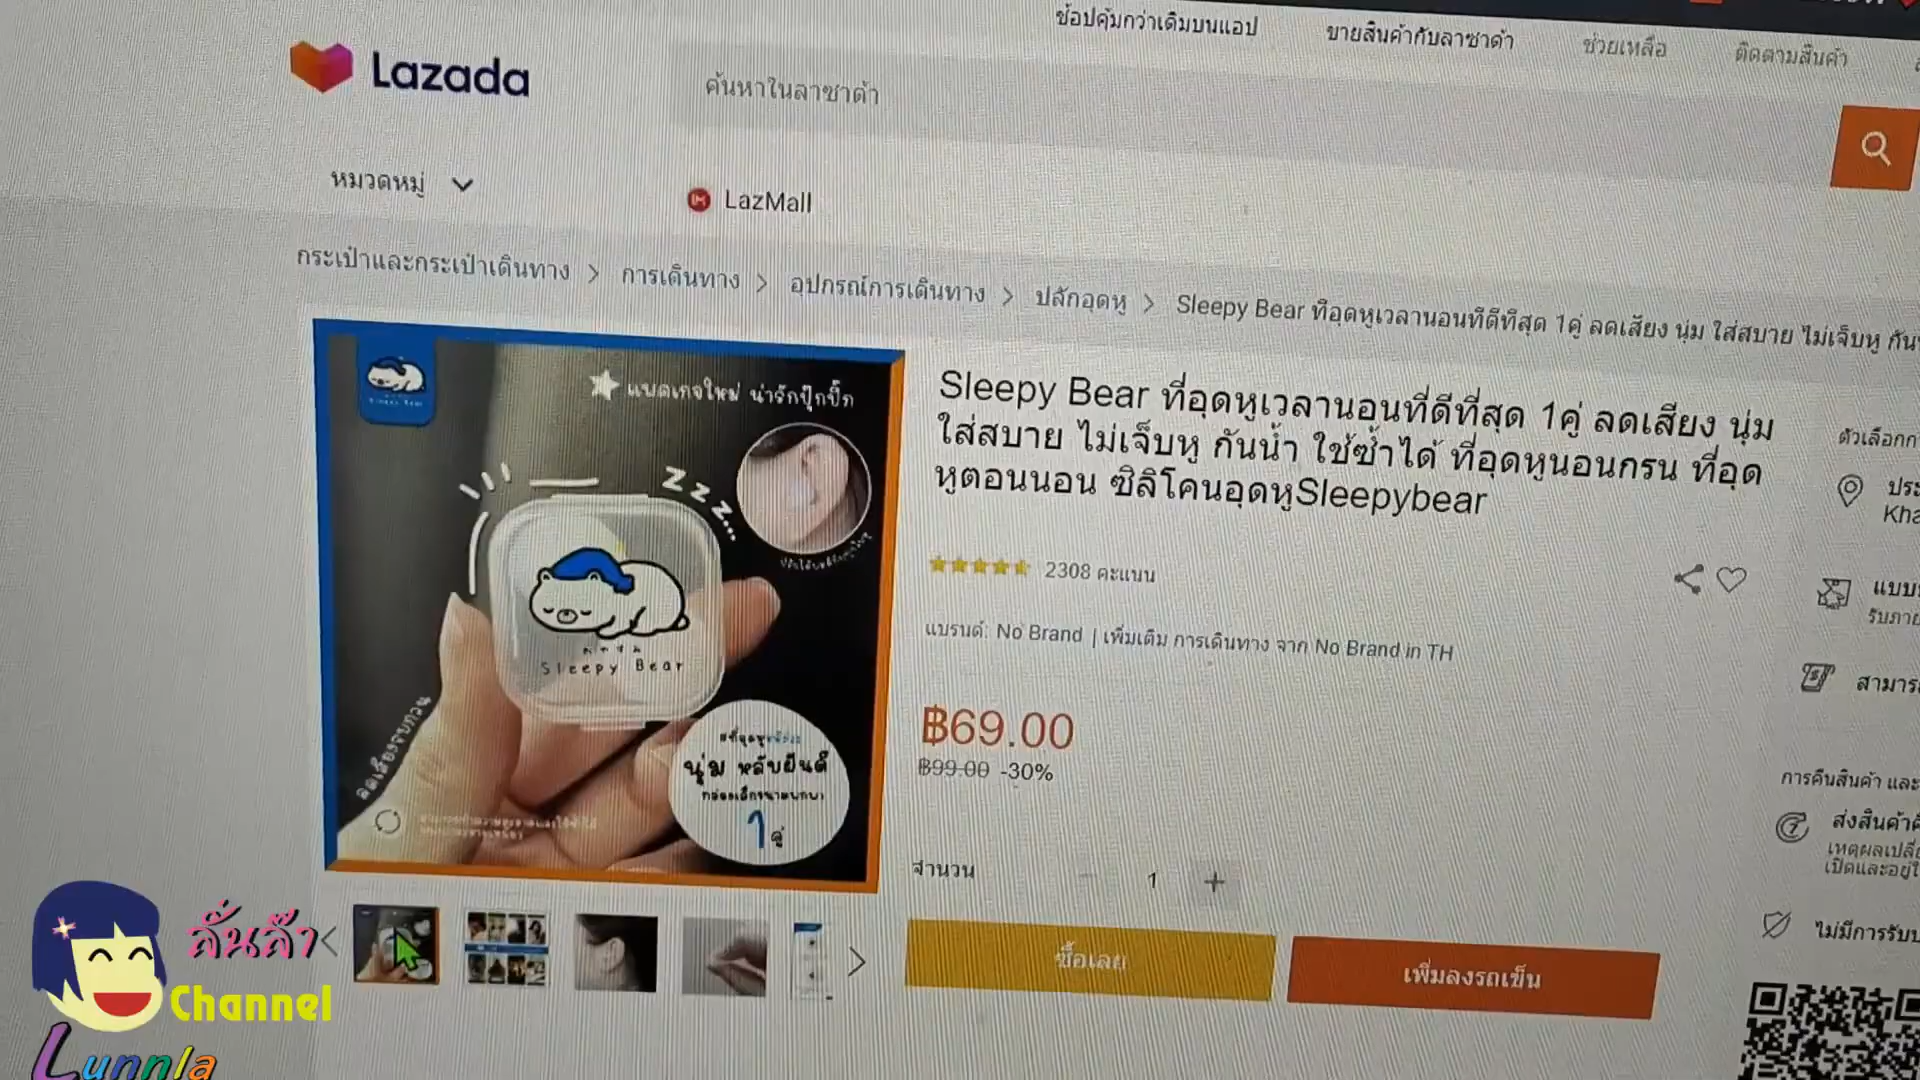 ช้อปคุ้มกว่าเดิมบนแอป
ขายสินค้ากับลาซาด้า
ช่วยเหลือ
ติดตามสินค้า
Lazada
ค้นหาในลาซาด้า
หมวดหมู่
LazMall
กระเป๋าและกระเป๋าเดินทาง > การเดินทาง > อุปกรณ์การเดินทาง > ปลั๊กอุดหู > Sleepy Bear ที่อุดหูเวลานอนที่ดีที่สุด 1คู่ ลดเสียง นุ่ม ใส่สบาย ไม่เจ็บหู
แพคเกจใหม่ น่ารักปุ๊กปิ๊ก
Z Z Z...
Sleepy Bear
ลดเสียงรบกวน
นุ่ม หลับฝันดี
1 คู่
Sleepy Bear ที่อุดหูเวลานอนที่ดีที่สุด 1คู่ ลดเสียง นุ่ม
ใส่สบาย ไม่เจ็บหู กันน้ำ ใช้ซ้ำได้ ที่อุดหูนอนกรน ที่อุด
หูตอนนอน ซิลิโคนอุดหูSleepybear
2308 คะแนน
แบรนด์: No Brand | เพิ่มเติม การเดินทาง จาก No Brand in TH
฿69.00
฿99.00 -30%
จำนวน
1
ซื้อเลย
เพิ่มลงรถเข็น
การคืนสินค้า
ลั่นล๊า
Channel
Lunnla